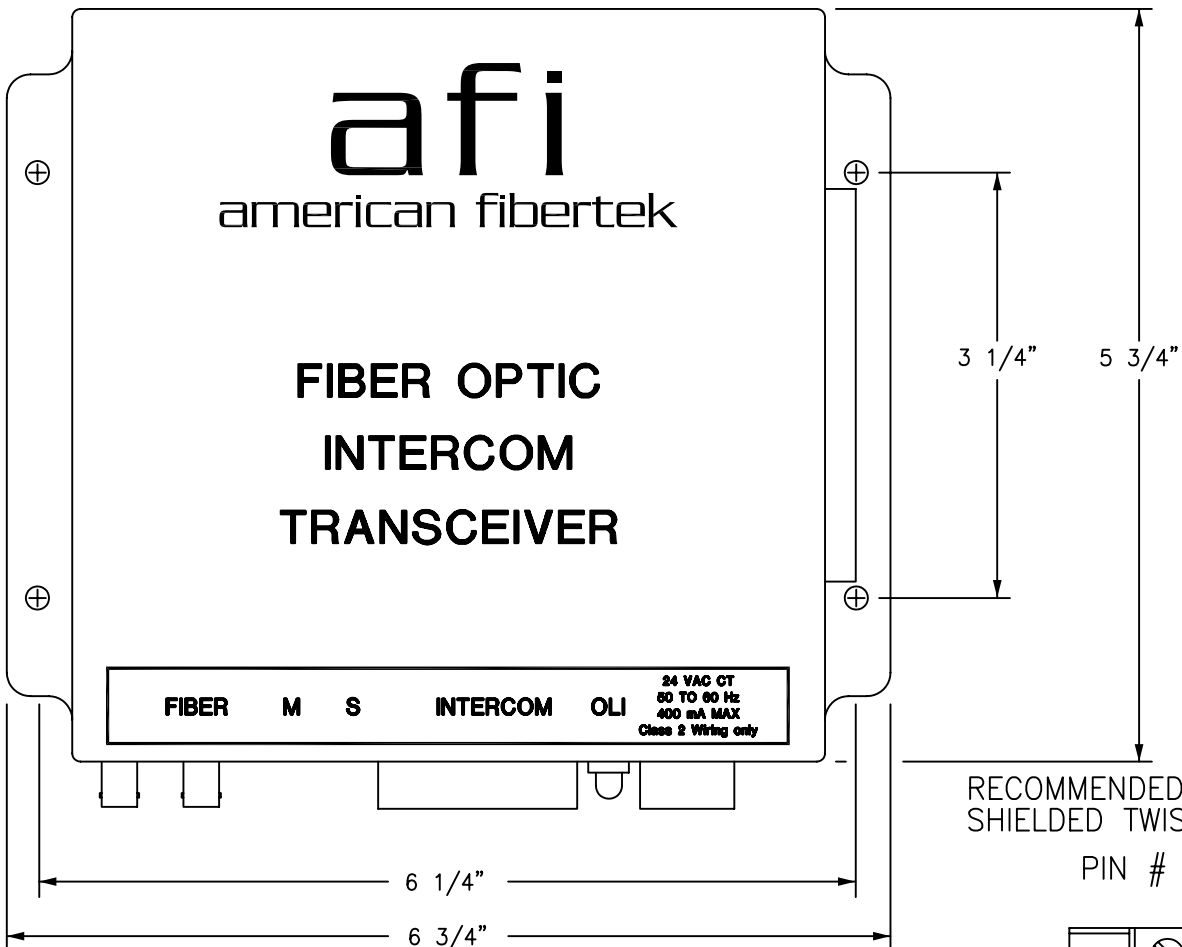 afi
american fibertek
FIBER OPTIC
INTERCOM
TRANSCEIVER
FIBER M S INTERCOM OLI
24 VAC CT
50 TO 60 Hz
400 mA MAX
Class 2 Wiring only
3 1/4"
5 3/4"
6 1/4"
6 3/4"
RECOMMENDED
SHIELDED TWIS
PIN #